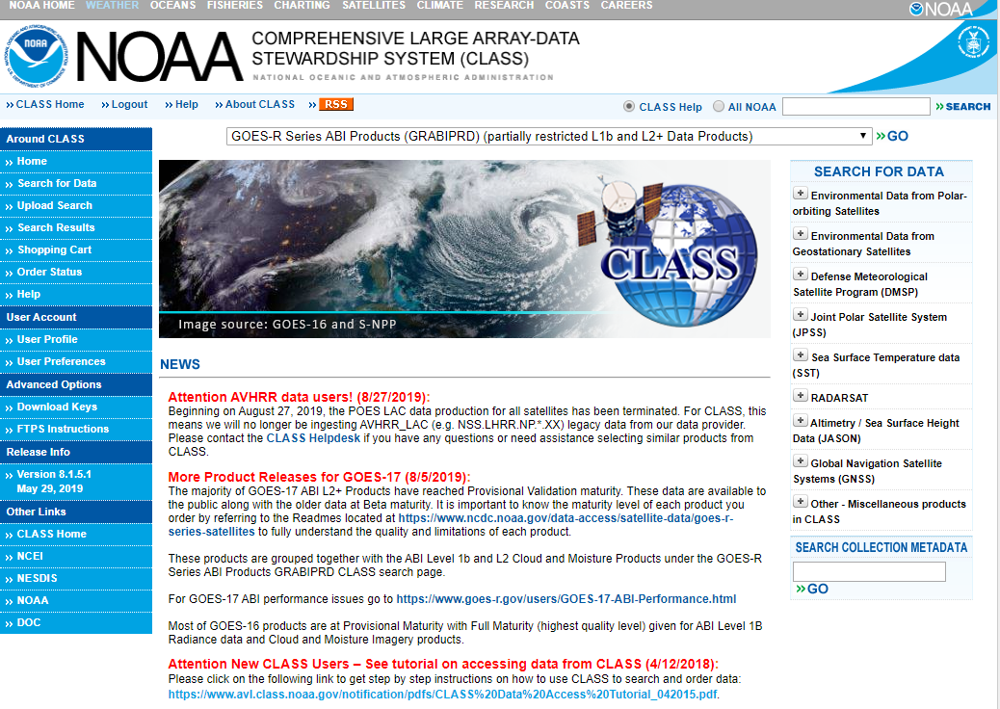 NOAA HOME WEATHER OCEANS FISHERIES CHARTING SATELLITES CLIMATE RESEARCH COASTS CAREERS
NOAA
NOAA
NOAA
COMPREHENSIVE LARGE ARRAY-DATA
STEWARDSHIP SYSTEM (CLASS)
NATIONAL OCEANIC AND ATMOSPHERIC ADMINISTRATION
›› CLASS Home ›› Logout ›› Help ›› About CLASS ›› RSS
CLASS Help All NOAA ›› SEARCH
Around CLASS
›› Home
›› Search for Data
›› Upload Search
›› Search Results
›› Shopping Cart
›› Order Status
›› Help
User Account
›› User Profile
›› User Preferences
Advanced Options
›› Download Keys
›› FTPS Instructions
Release Info
›› Version 8.1.5.1
May 29, 2019
Other Links
›› CLASS Home
›› NCEI
›› NESDIS
›› NOAA
›› DOC
GOES-R Series ABI Products (GRABIPRD) (partially restricted L1b and L2+ Data Products) ▼ ›› GO
CLASS
Image source: GOES-16 and S-NPP
NEWS
Attention AVHRR data users! (8/27/2019):
Beginning on August 27, 2019, the POES LAC data production for all satellites has been terminated. For CLASS, this
means we will no longer be ingesting AVHRR_LAC (e.g. NSS.LHRR.NP.*.XX) legacy data from our data provider.
Please contact the CLASS Helpdesk if you have any questions or need assistance selecting similar products from
CLASS.
More Product Releases for GOES-17 (8/5/2019):
The majority of GOES-17 ABI L2+ Products have reached Provisional Validation maturity. These data are available to
the public along with the older data at Beta maturity. It is important to know the maturity level of each product you
order by referring to the Readmes located at https://www.ncdc.noaa.gov/data-access/satellite-data/goes-r-
series-satellites to fully understand the quality and limitations of each product.
These products are grouped together with the ABI Level 1b and L2 Cloud and Moisture Products under the GOES-R
Series ABI Products GRABIPRD CLASS search page.
For GOES-17 ABI performance issues go to https://www.goes-r.gov/users/GOES-17-ABI-Performance.html
Most of GOES-16 products are at Provisional Maturity with Full Maturity (highest quality level) given for ABI Level 1B
Radiance data and Cloud and Moisture Imagery products.
Attention New CLASS Users – See tutorial on accessing data from CLASS (4/12/2018):
Please click on the following link to get step by step instructions on how to use CLASS to search and order data:
https://www.avl.class.noaa.gov/notification/pdfs/CLASS%20Data%20Access%20Tutorial_042015.pdf.
SEARCH FOR DATA
+ Environmental Data from Polar-
orbiting Satellites
+ Environmental Data from
Geostationary Satellites
+ Defense Meteorological
Satellite Program (DMSP)
+ Joint Polar Satellite System
(JPSS)
+ Sea Surface Temperature data
(SST)
+ RADARSAT
+ Altimetry / Sea Surface Height
Data (JASON)
+ Global Navigation Satellite
Systems (GNSS)
+ Other - Miscellaneous products
in CLASS
SEARCH COLLECTION METADATA
›› GO